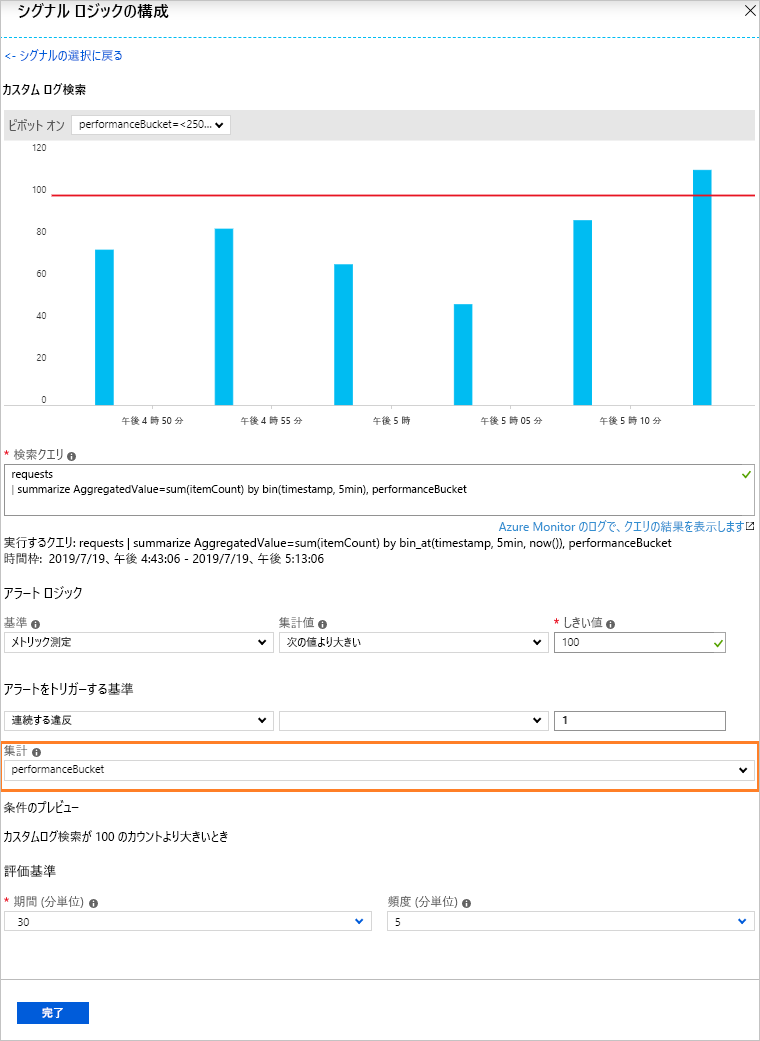 シグナル ロジックの構成
<- シグナルの選択に戻る
カスタム ログ検索
ピボット オン performanceBucket=<250...
120
100
80
60
40
20
0
午後 4 時 50 分 午後 4 時 55 分 午後 5 時 午後 5 時 05 分 午後 5 時 10 分
* 検索クエリ
requests
| summarize AggregatedValue=sum(itemCount) by bin(timestamp, 5min), performanceBucket
Azure Monitor のログで、クエリの結果を表示します
実行するクエリ: requests | summarize AggregatedValue=sum(itemCount) by bin_at(timestamp, 5min, now()), performanceBucket
時間枠: 2019/7/19、午後 4:43:06 - 2019/7/19、午後 5:13:06
アラート ロジック
基準 集計値 * しきい値
メトリック測定 次の値より大きい 100
アラートをトリガーする基準
連続する違反 1
集計
performanceBucket
条件のプレビュー
カスタムログ検索が 100 のカウントより大きいとき
評価基準
* 期間 (分単位) 頻度 (分単位)
30 5
完了